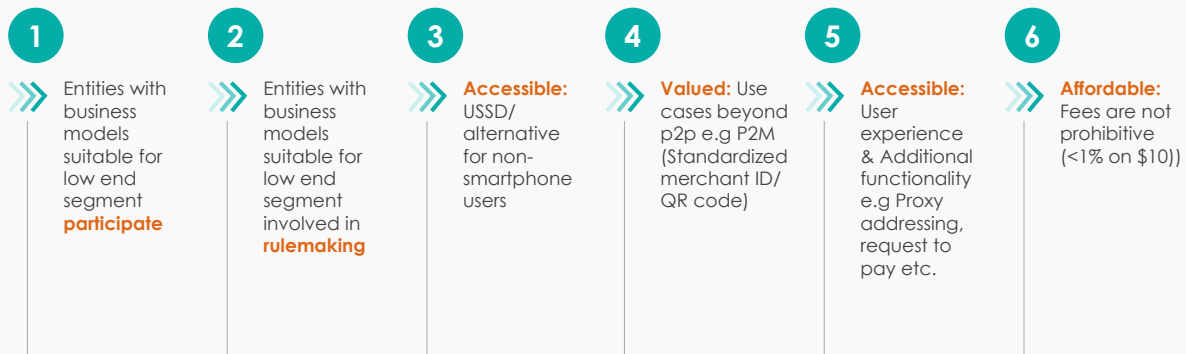 1
Entities with
business
models
suitable for
low end
segment
participate
2
Entities with
business
models
suitable for
low end
segment
involved in
rulemaking
3
Accessible:
USSD/
alternative
for non-
smartphone
users
4
Valued: Use
cases beyond
p2p e.g P2M
(Standardized
merchant ID/
QR code)
5
Accessible:
User
experience
& Additional
functionality
e.g Proxy
addressing,
request to
pay etc.
6
Affordable:
Fees are not
prohibitive
(<1% on $10))